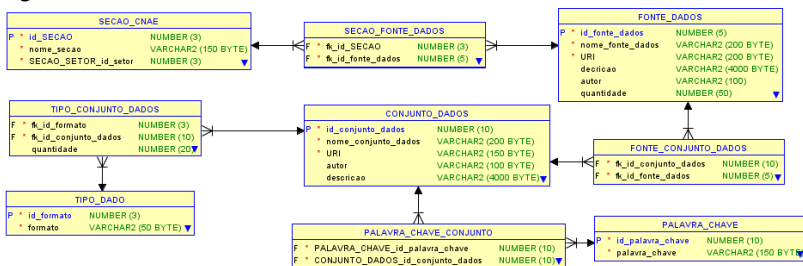 SECAO_CNAE
P * id_SECAO NUMBER (3)
* nome_secao VARCHAR2 (150 BYTE)
* SECAO_SETOR_id_setor NUMBER (3)
SECAO_FONTE_DADOS
F * fk_id_SECAO NUMBER (3)
F * fk_id_fonte_dados NUMBER (5)
FONTE_DADOS
P * id_fonte_dados NUMBER (5)
* nome_fonte_dados VARCHAR2 (200 BYTE)
* URI VARCHAR2 (200 BYTE)
decricao VARCHAR2 (4000 BYTE)
autor VARCHAR2 (100)
quantidade NUMBER (50)
TIPO_CONJUNTO_DADOS
F * fk_id_formato NUMBER (3)
F * fk_id_conjunto_dados NUMBER (10)
quantidade NUMBER (20)
CONJUNTO_DADOS
P * id_conjunto_dados NUMBER (10)
* nome_conjunto_dados VARCHAR2 (200 BYTE)
* URI VARCHAR2 (150 BYTE)
autor VARCHAR2 (100 BYTE)
descricao VARCHAR2 (4000 BYTE)
FONTE_CONJUNTO_DADOS
F * fk_id_conjunto_dados NUMBER (10)
F * fk_id_fonte_dados NUMBER (5)
TIPO_DADO
P * id_formato NUMBER (3)
* formato VARCHAR2 (50 BYTE)
PALAVRA_CHAVE_CONJUNTO
F * PALAVRA_CHAVE_id_palavra_chave NUMBER (10)
F * CONJUNTO_DADOS_id_conjunto_dados NUMBER (10)
PALAVRA_CHAVE
P * id_palavra_chave NUMBER (10)
* palavra_chave VARCHAR2 (150 BYTE)